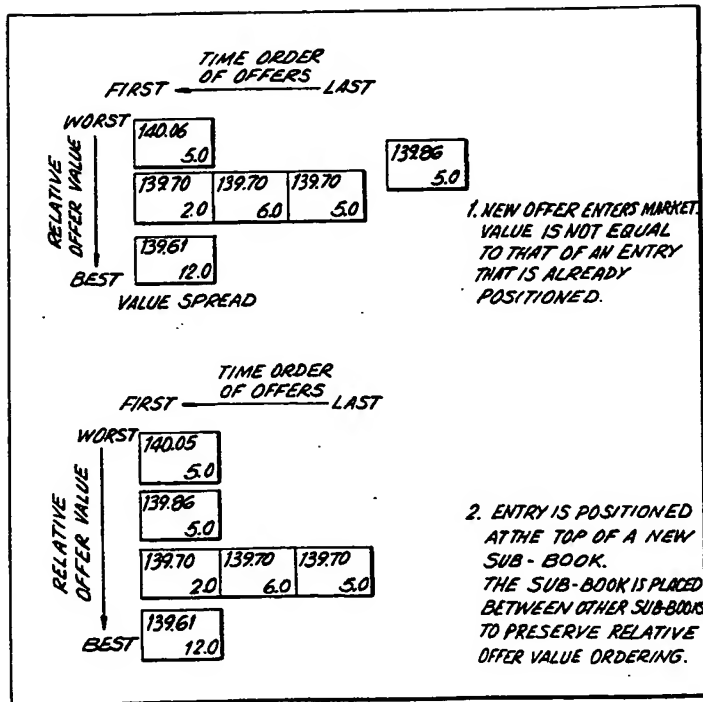 TIME ORDER
OF OFFERS
FIRST LAST
WORST
RELATIVE
OFFER VALUE
140.06
5.0
139.86
5.0
139.70 139.70 139.70
2.0 6.0 5.0
139.61
12.0
BEST
VALUE SPREAD
1. NEW OFFER ENTERS MARKET.
VALUE IS NOT EQUAL
TO THAT OF AN ENTRY
THAT IS ALREADY
POSITIONED.
TIME ORDER
OF OFFERS
FIRST LAST
WORST
RELATIVE
OFFER VALUE
140.05
5.0
139.86
5.0
139.70 139.70 139.70
2.0 6.0 5.0
139.61
12.0
BEST
2. ENTRY IS POSITIONED
AT THE TOP OF A NEW
SUB-BOOK.
THE SUB-BOOK IS PLACED
BETWEEN OTHER SUB-BOOKS
TO PRESERVE RELATIVE
OFFER VALUE ORDERING.